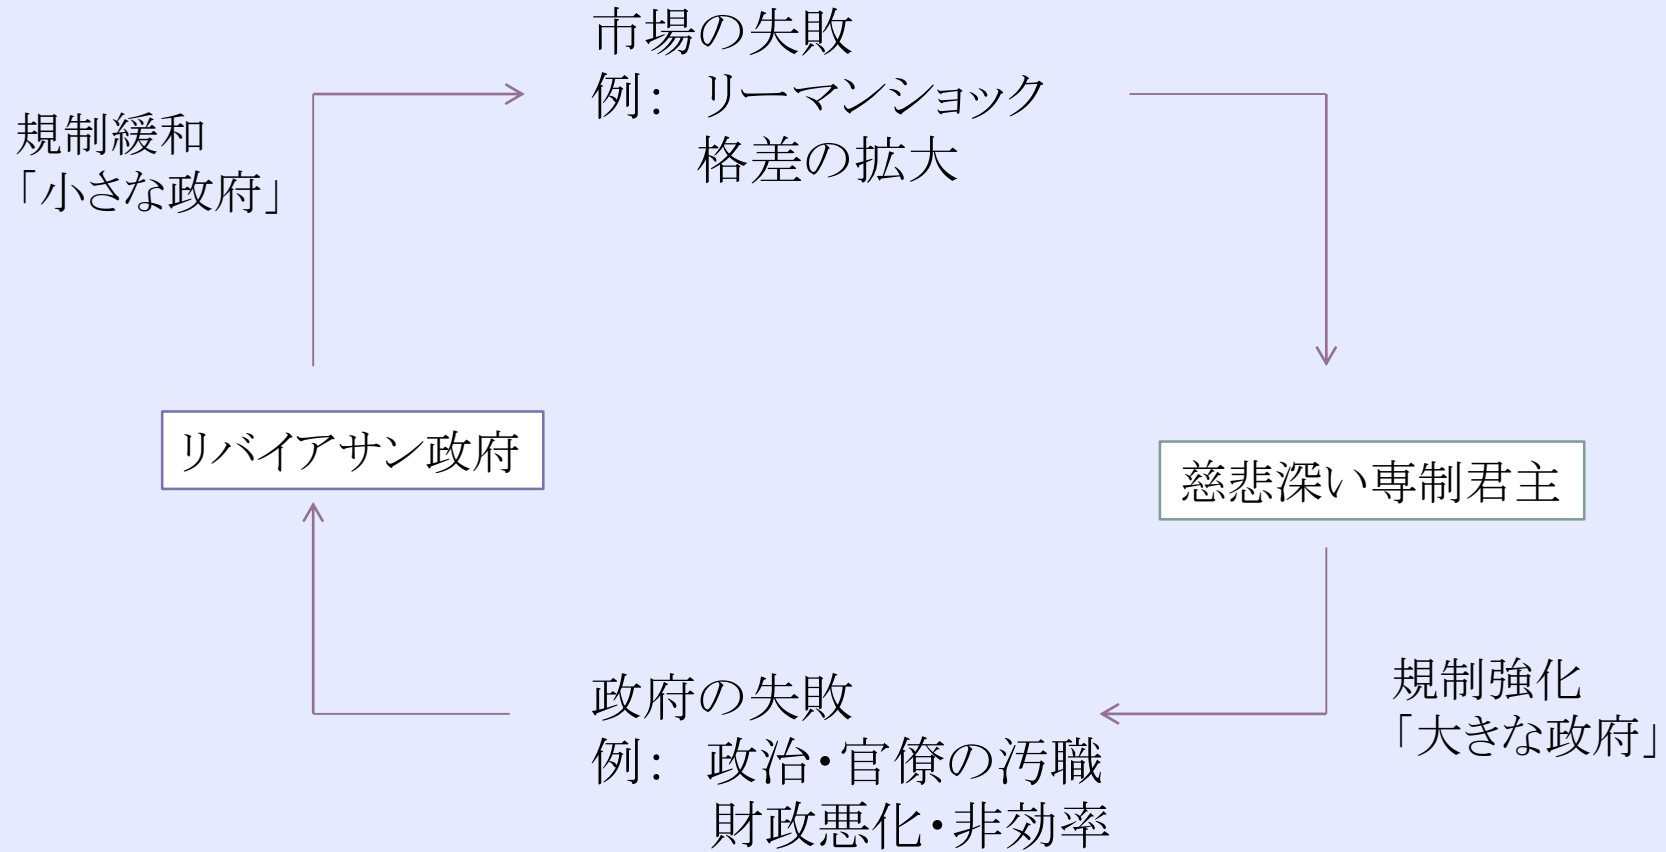 市場の失敗
例： リーマンショック
格差の拡大
規制緩和
「小さな政府」
リバイアサン政府
慈悲深い専制君主
政府の失敗
例： 政治・官僚の汚職
財政悪化・非効率
規制強化
「大きな政府」